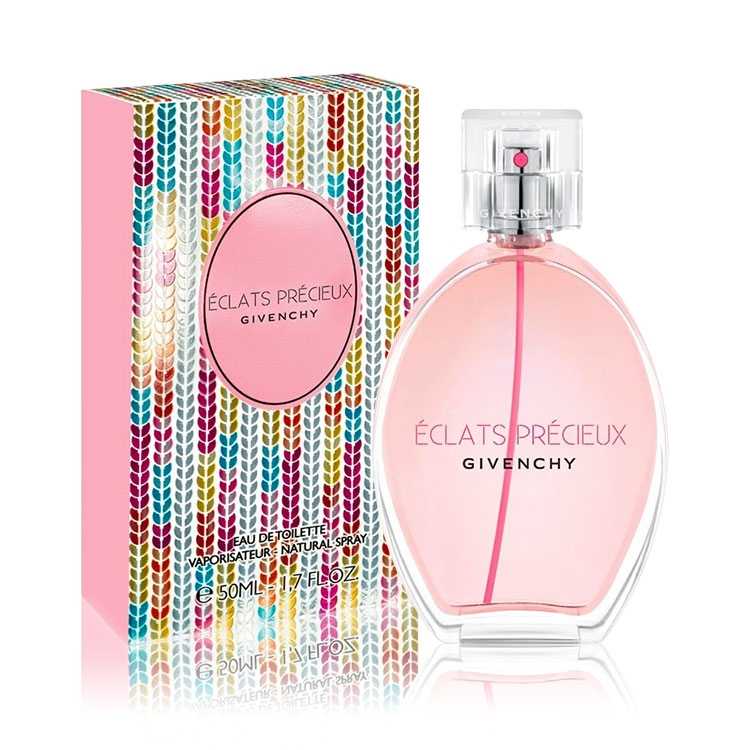 ÉCLATS PRÉCIEUX
GIVENCHY
EAU DE TOILETTE
VAPORISATEUR - NATURAL SPRAY
e 50ML - 1,7 FL.OZ
GIVENCHY
ÉCLATS PRÉCIEUX
GIVENCHY